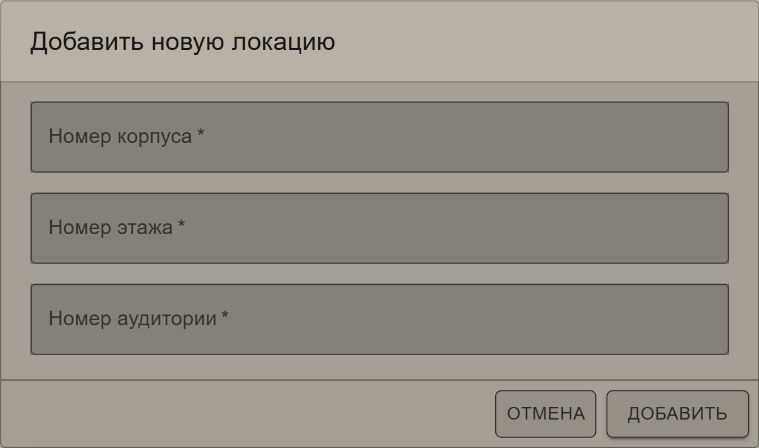 Добавить новую локацию
Номер корпуса *
Номер этажа *
Номер аудитории *
ОТМЕНА ДОБАВИТЬ